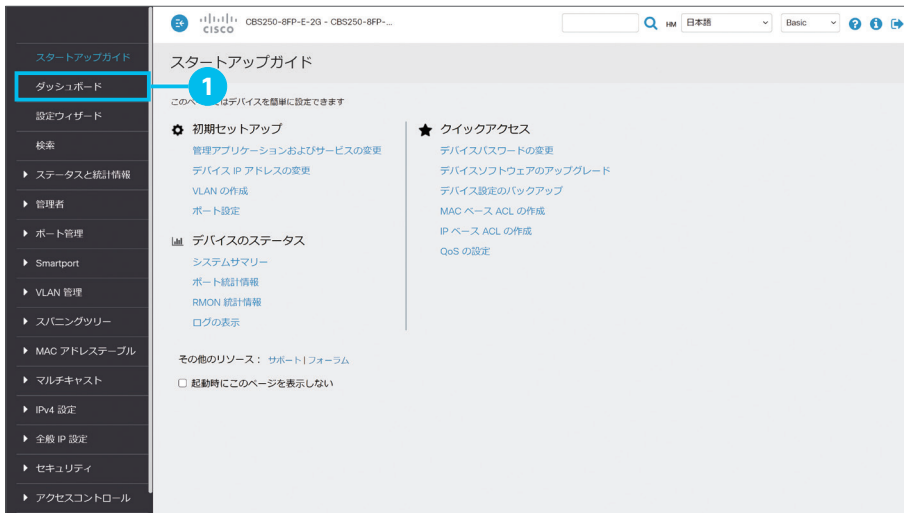 CISCO
CBS250-8FP-E-2G - CBS250-8FP-...
HM
日本語
Basic
スタートアップガイド
ダッシュボード
設定ウィザード
検索
ステータスと統計情報
管理者
ポート管理
Smartport
VLAN 管理
スパニングツリー
MAC アドレステーブル
マルチキャスト
IPv4 設定
全般 IP 設定
セキュリティ
アクセスコントロール
1
スタートアップガイド
はデバイスを簡単に設定できます
初期セットアップ
管理アプリケーションおよびサービスの変更
デバイス IP アドレスの変更
VLAN の作成
ポート設定
デバイスのステータス
システムサマリー
ポート統計情報
RMON 統計情報
ログの表示
クイックアクセス
デバイスパスワードの変更
デバイスソフトウェアのアップグレード
デバイス設定のバックアップ
MAC ベース ACL の作成
IP ベース ACL の作成
QoS の設定
その他のリソース： サポート | フォーラム
起動時にこのページを表示しない